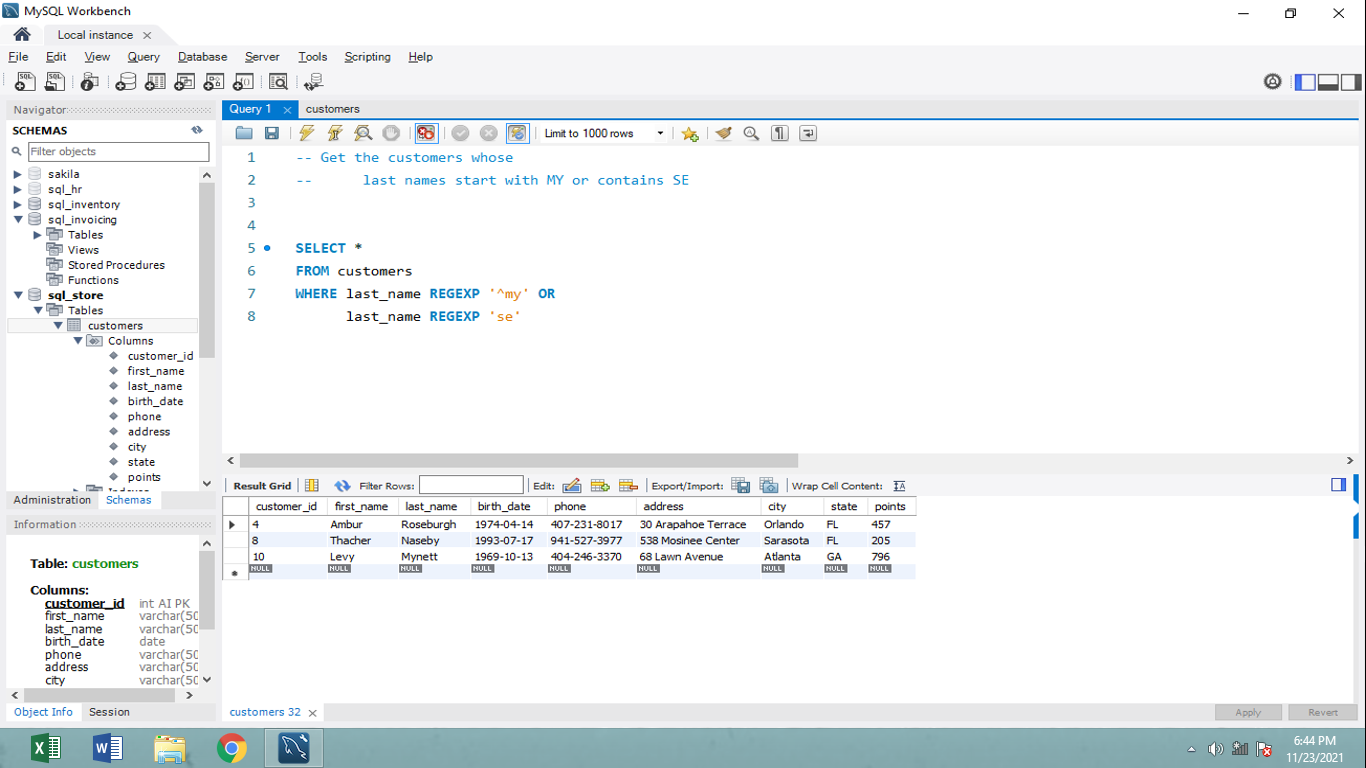 MySQL Workbench
Local instance
File Edit View Query Database Server Tools Scripting Help
Navigator
SCHEMAS
Filter objects
sakila
sql_hr
sql_inventory
sql_invoicing
Tables
Views
Stored Procedures
Functions
sql_store
Tables
customers
Columns
customer_id
first_name
last_name
birth_date
phone
address
city
state
points
Administration Schemas
Information
Table: customers
Columns:
customer_id int AI PK
first_name varchar(50
last_name varchar(50
birth_date date
phone varchar(50
address varchar(50
city varchar(50
Object Info Session
Query 1 customers
Limit to 1000 rows
1 -- Get the customers whose
2 -- last names start with MY or contains SE
3
4
5 SELECT *
6 FROM customers
7 WHERE last_name REGEXP '^my' OR
8 last_name REGEXP 'se'
Result Grid Filter Rows: Edit: Export/Import: Wrap Cell Content:
customer_id first_name last_name birth_date phone address city state points
4 Ambur Roseburgh 1974-04-14 407-231-8017 30 Arapahoe Terrace Orlando FL 457
8 Thacher Naseby 1993-07-17 941-527-3977 538 Mosinee Center Sarasota FL 205
10 Levy Mynett 1969-10-13 404-246-3370 68 Lawn Avenue Atlanta GA 796
NULL NULL NULL NULL NULL NULL NULL NULL NULL
customers 32
Apply Revert
6:44 PM
11/23/2021